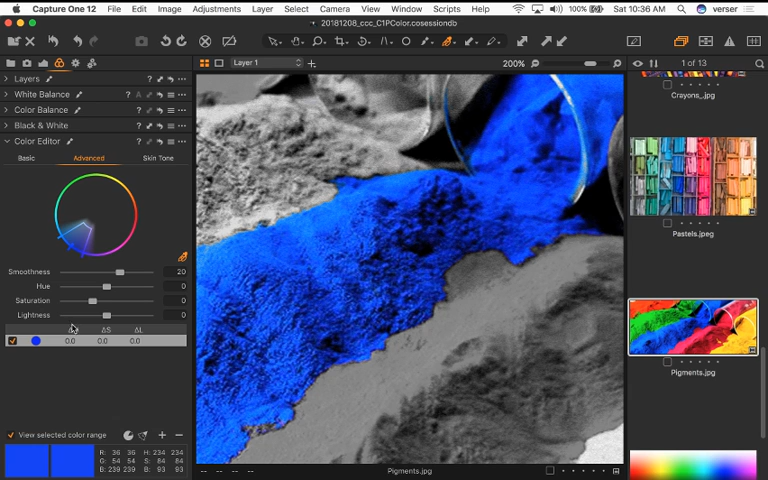 Capture One 12 File Edit Image Adjustments Layer Select Camera View Window Scripts Help 100% Sat 10:36 AM verser
20181208_ccc_C1PColor.cosessiondb
Layer 1
200%
1 of 13
Layers
White Balance
Color Balance
Black & White
Color Editor
Basic Advanced Skin Tone
Smoothness 20
Hue 0
Saturation 0
Lightness 0
ΔS ΔL
0.0 0.0 0.0
View selected color range
R: 36 36 H: 234 234
G: 54 54 S: 84 84
B: 239 239 B: 93 93
-- -- -- --
Pigments.jpg
Crayons_.jpg
Pastels.jpeg
Pigments.jpg